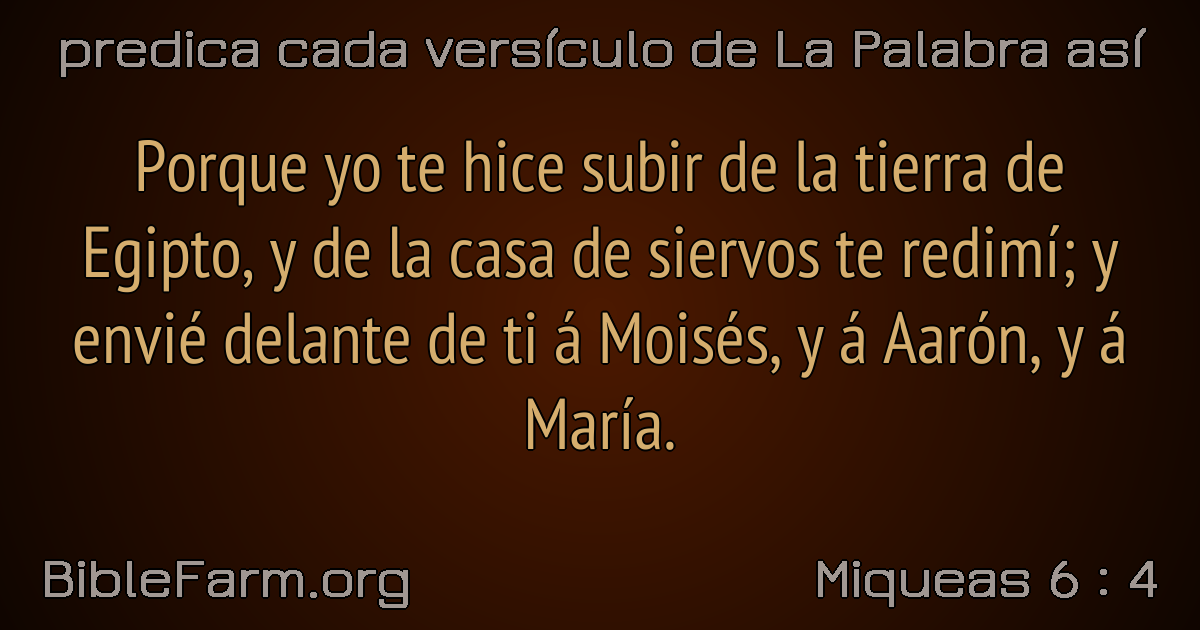 predica cada versículo de La Palabra así
Porque yo te hice subir de la tierra de
Egipto, y de la casa de siervos te redimí; y
envié delante de ti á Moisés, y á Aarón, y á
María.
BibleFarm.org
Miqueas 6 : 4